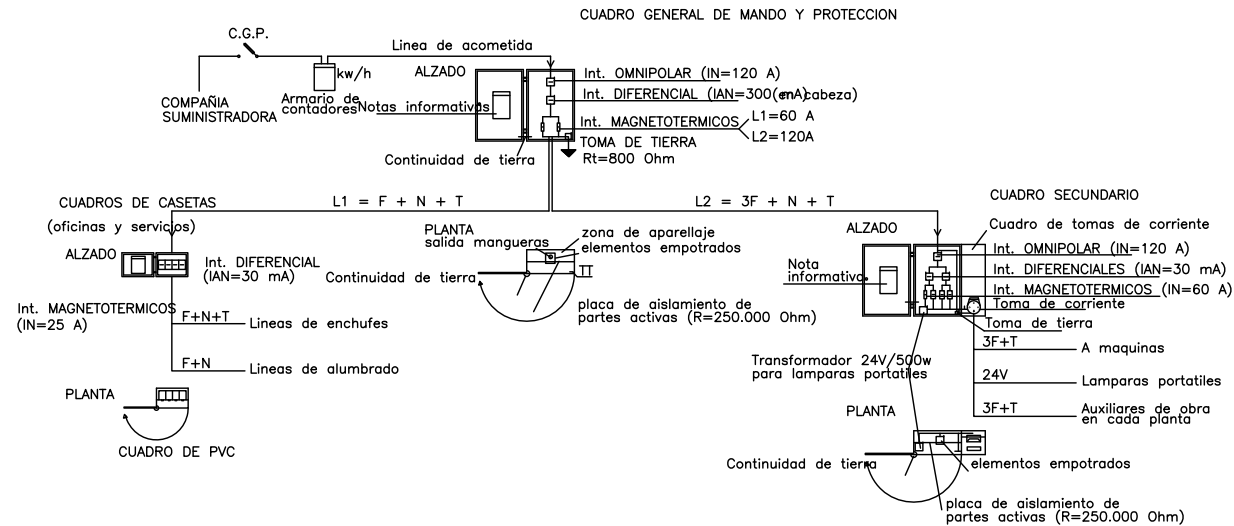 CUADRO GENERAL DE MANDO Y PROTECCION
C.G.P.
Linea de acometida
ALZADO
kw/h
COMPAÑIA
SUMINISTRADORA
Armario de
contadores
Notas informativas
Int. OMNIPOLAR (IN=120 A)
Int. DIFERENCIAL (IAN=300 mA)
(en cabeza)
Int. MAGNETOTERMICOS
L1=60 A
L2=120A
TOMA DE TIERRA
Rt=800 Ohm
Continuidad de tierra
CUADROS DE CASETAS
(oficinas y servicios)
L1 = F + N + T
L2 = 3F + N + T
CUADRO SECUNDARIO
ALZADO
Int. DIFERENCIAL
(IAN=30 mA)
Int. MAGNETOTERMICOS
(IN=25 A)
F+N+T
Lineas de enchufes
F+N
Lineas de alumbrado
PLANTA
CUADRO DE PVC
PLANTA
salida mangueras
zona de aparellaje
elementos empotrados
Continuidad de tierra
placa de aislamiento de
partes activas (R=250.000 Ohm)
ALZADO
Cuadro de tomas de corriente
Nota
informativa
Int. OMNIPOLAR (IN=120 A)
Int. DIFERENCIALES (IAN=30 mA)
Int. MAGNETOTERMICOS (IN=60 A)
Toma de corriente
Toma de tierra
3F+T
A maquinas
Transformador 24V/500w
para lamparas portatiles
24V
Lamparas portatiles
3F+T
Auxiliares de obra
en cada planta
PLANTA
Continuidad de tierra
elementos empotrados
placa de aislamiento de
partes activas (R=250.000 Ohm)